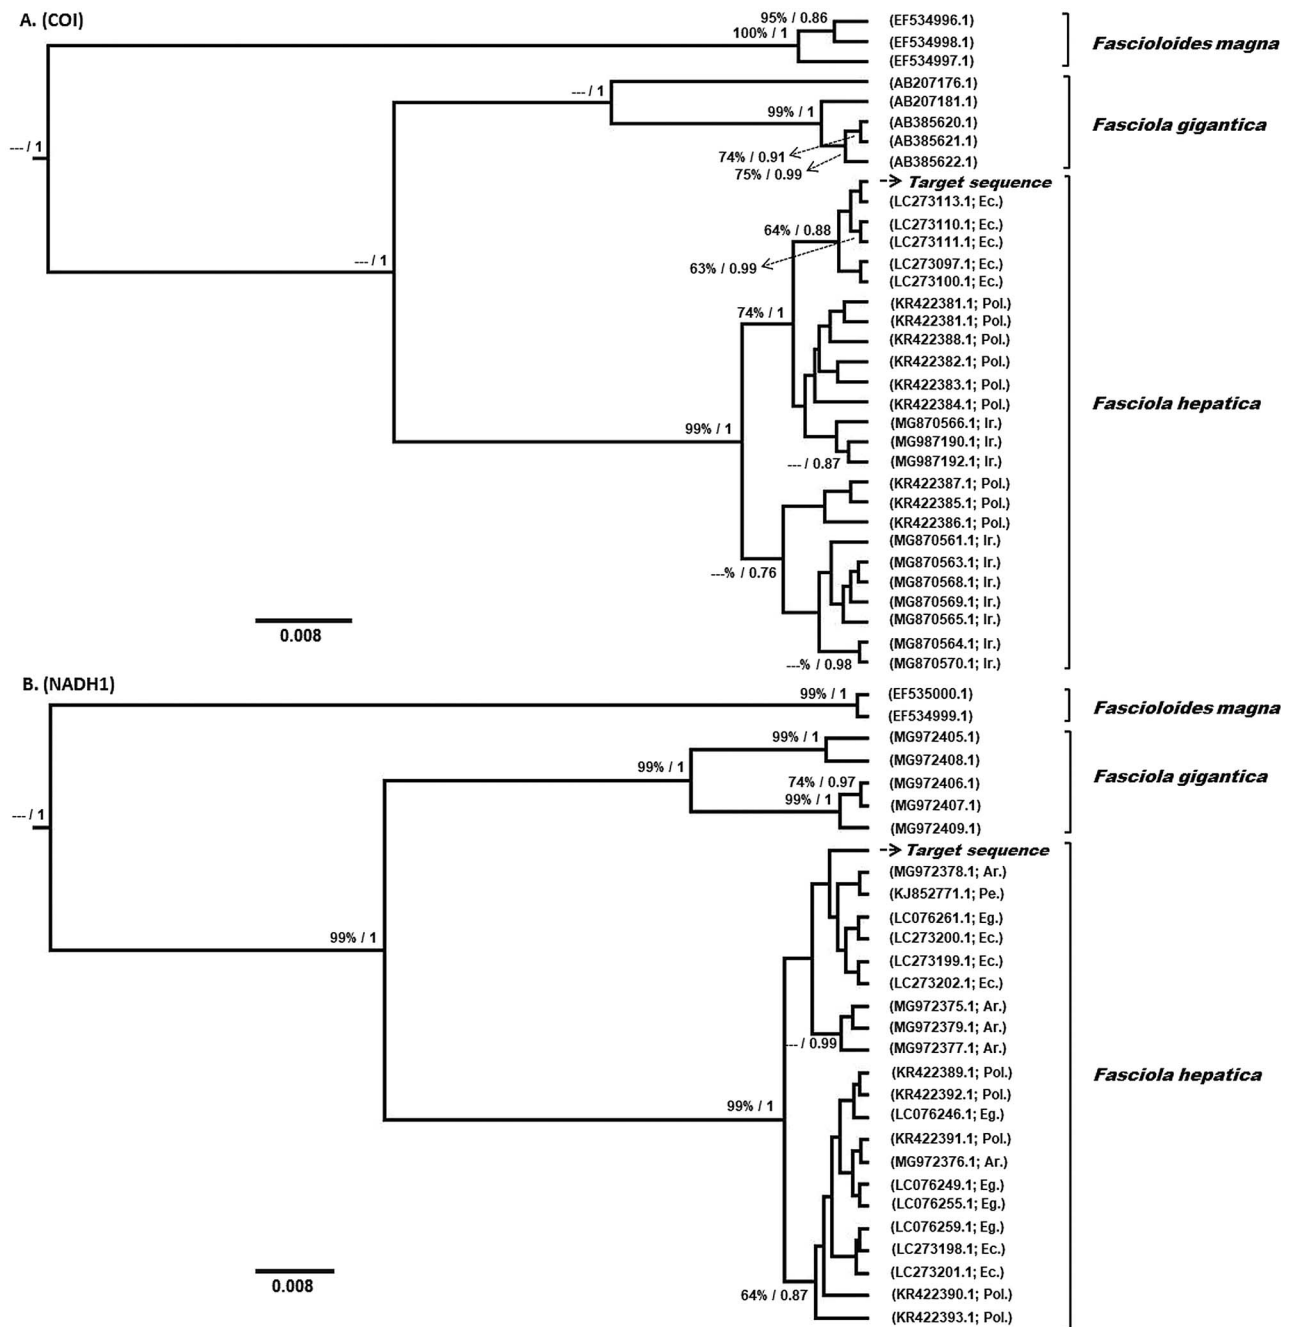 A. (COI)
95% / 0.86
100% / 1
(EF534996.1)
(EF534998.1)
(EF534997.1)
Fascioloides magna
--- / 1
--- / 1
99% / 1
74% / 0.91
75% / 0.99
(AB207176.1)
(AB207181.1)
(AB385620.1)
(AB385621.1)
(AB385622.1)
Fasciola gigantica
--- / 1
64% / 0.88
63% / 0.99
74% / 1
99% / 1
--- / 0.87
---% / 0.76
---% / 0.98
Target sequence
(LC273113.1; Ec.)
(LC273110.1; Ec.)
(LC273111.1; Ec.)
(LC273097.1; Ec.)
(LC273100.1; Ec.)
(KR422381.1; Pol.)
(KR422381.1; Pol.)
(KR422388.1; Pol.)
(KR422382.1; Pol.)
(KR422383.1; Pol.)
(KR422384.1; Pol.)
(MG870566.1; Ir.)
(MG987190.1; Ir.)
(MG987192.1; Ir.)
(KR422387.1; Pol.)
(KR422385.1; Pol.)
(KR422386.1; Pol.)
(MG870561.1; Ir.)
(MG870563.1; Ir.)
(MG870568.1; Ir.)
(MG870569.1; Ir.)
(MG870565.1; Ir.)
(MG870564.1; Ir.)
(MG870570.1; Ir.)
Fasciola hepatica
0.008
B. (NADH1)
99% / 1
(EF535000.1)
(EF534999.1)
Fascioloides magna
--- / 1
99% / 1
99% / 1
74% / 0.97
99% / 1
(MG972405.1)
(MG972408.1)
(MG972406.1)
(MG972407.1)
(MG972409.1)
Fasciola gigantica
99% / 1
--- / 0.99
99% / 1
64% / 0.87
Target sequence
(MG972378.1; Ar.)
(KJ852771.1; Pe.)
(LC076261.1; Eg.)
(LC273200.1; Ec.)
(LC273199.1; Ec.)
(LC273202.1; Ec.)
(MG972375.1; Ar.)
(MG972379.1; Ar.)
(MG972377.1; Ar.)
(KR422389.1; Pol.)
(KR422392.1; Pol.)
(LC076246.1; Eg.)
(KR422391.1; Pol.)
(MG972376.1; Ar.)
(LC076249.1; Eg.)
(LC076255.1; Eg.)
(LC076259.1; Eg.)
(LC273198.1; Ec.)
(LC273201.1; Ec.)
(KR422390.1; Pol.)
(KR422393.1; Pol.)
Fasciola hepatica
0.008